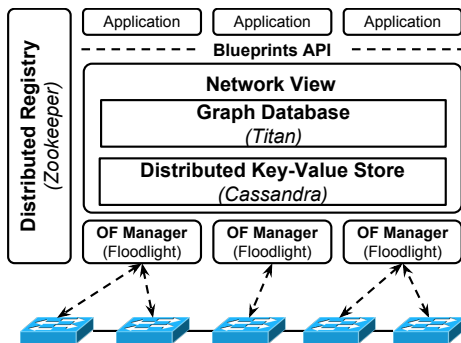 Distributed Registry
(Zookeeper)
Application
Application
Application
Blueprints API
Network View
Graph Database
(Titan)
Distributed Key-Value Store
(Cassandra)
OF Manager
(Floodlight)
OF Manager
(Floodlight)
OF Manager
(Floodlight)